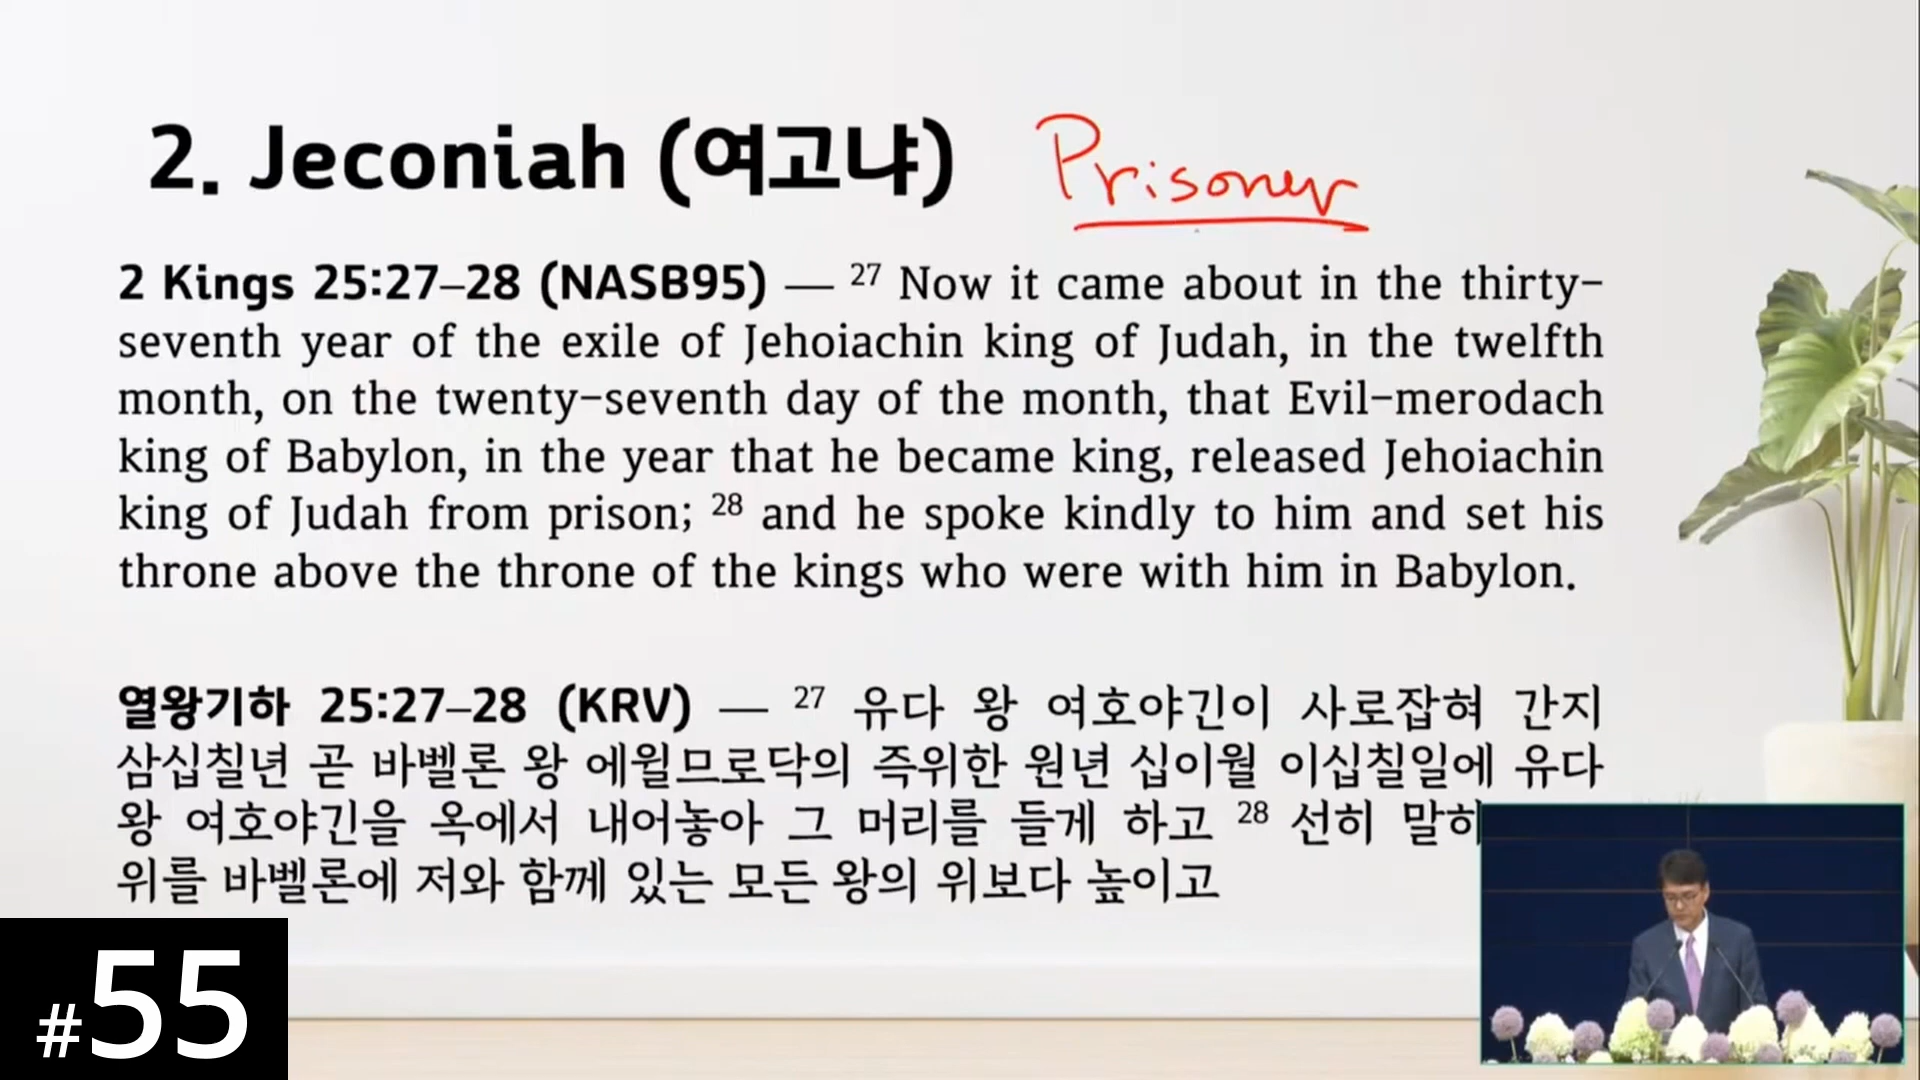 2. Jeconiah (여고냐) Prisoner
2 Kings 25:27–28 (NASB95) — 27 Now it came about in the thirty-
seventh year of the exile of Jehoiachin king of Judah, in the twelfth
month, on the twenty-seventh day of the month, that Evil-merodach
king of Babylon, in the year that he became king, released Jehoiachin
king of Judah from prison; 28 and he spoke kindly to him and set his
throne above the throne of the kings who were with him in Babylon.
열왕기하 25:27–28 (KRV) — 27 유다 왕 여호야긴이 사로잡혀 간지
삼십칠년 곧 바벨론 왕 에윌므로닥의 즉위한 원년 십이월 이십칠일에 유다
왕 여호야긴을 옥에서 내어놓아 그 머리를 들게 하고 28 선히 말하
위를 바벨론에 저와 함께 있는 모든 왕의 위보다 높이고
#55